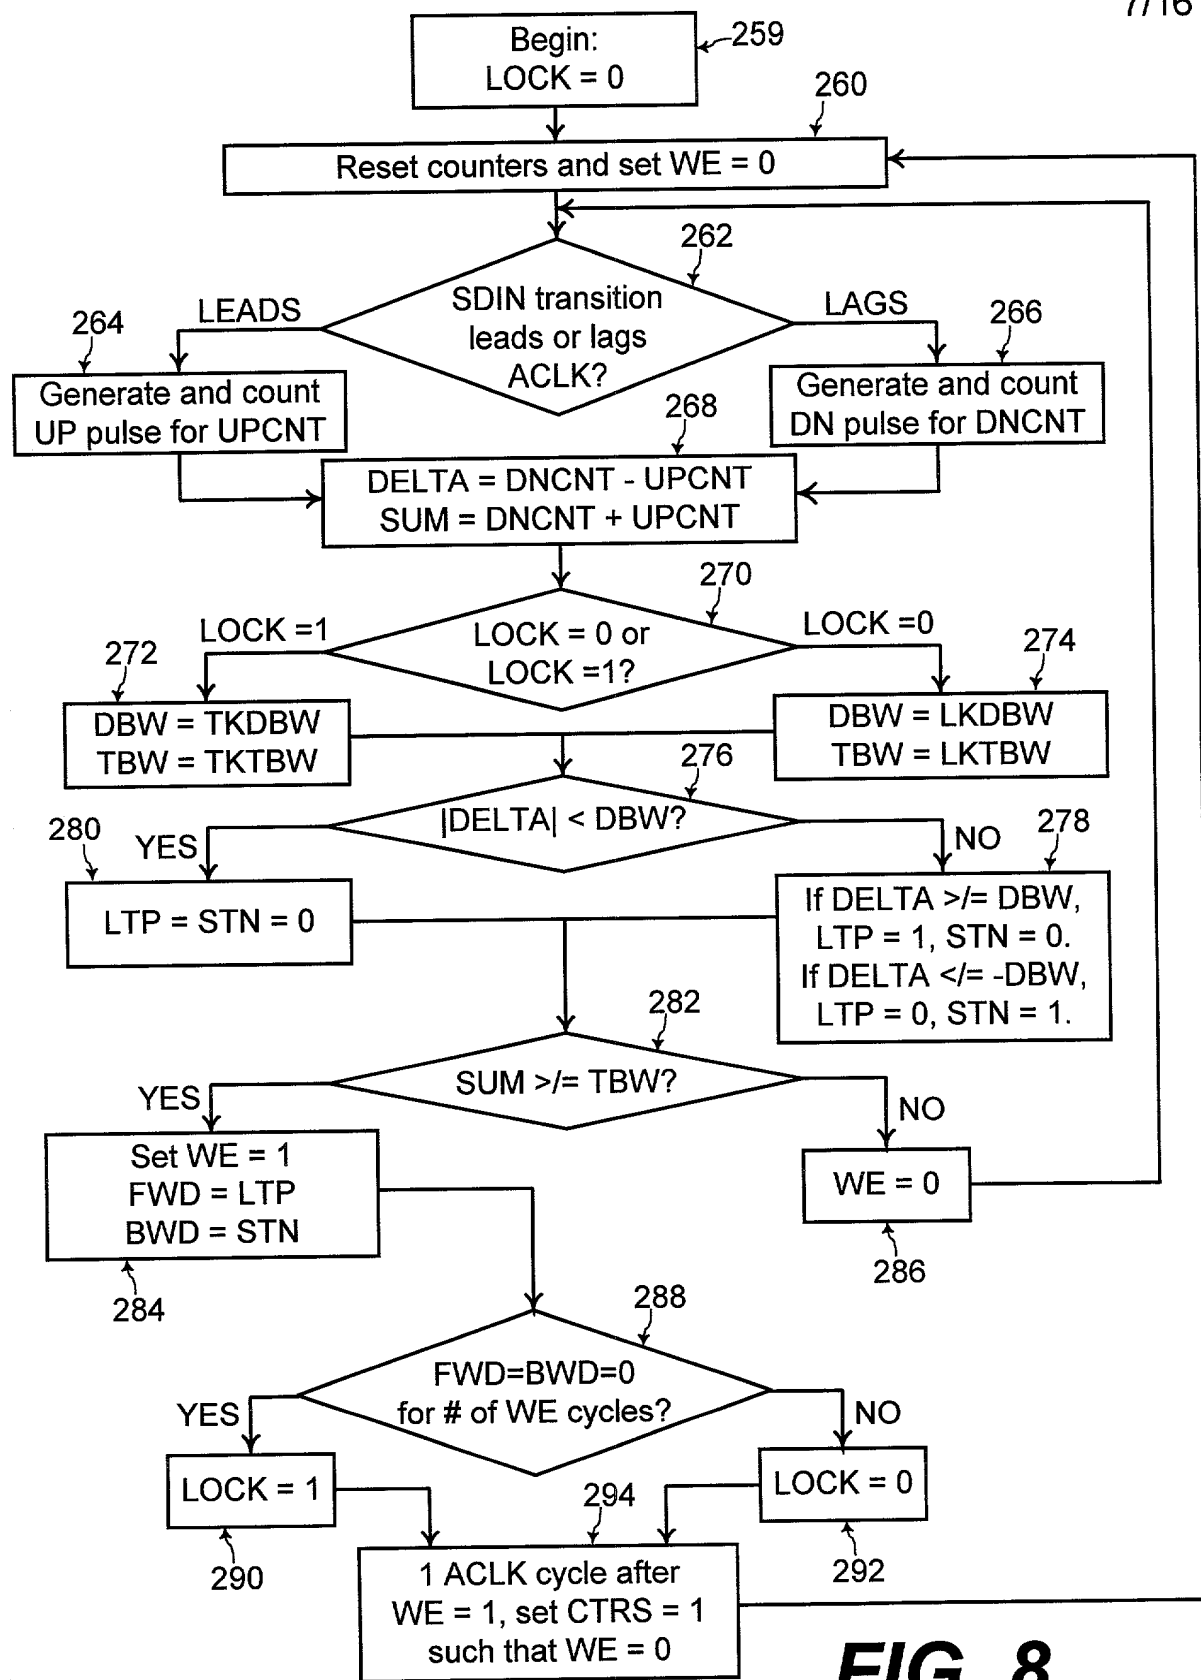 7/16
Begin:
LOCK = 0
259
260
Reset counters and set WE = 0
262
SDIN transition
leads or lags
ACLK?
LEADS
LAGS
264
266
Generate and count
UP pulse for UPCNT
Generate and count
DN pulse for DNCNT
268
DELTA = DNCNT - UPCNT
SUM = DNCNT + UPCNT
270
LOCK =1
LOCK = 0 or
LOCK =1?
LOCK =0
272
274
DBW = TKDBW
TBW = TKTBW
DBW = LKDBW
TBW = LKTBW
276
|DELTA| < DBW?
280
YES
NO
278
LTP = STN = 0
If DELTA >/= DBW,
LTP = 1, STN = 0.
If DELTA </= -DBW,
LTP = 0, STN = 1.
282
SUM >/= TBW?
YES
NO
Set WE = 1
FWD = LTP
BWD = STN
WE = 0
284
286
288
FWD=BWD=0
for # of WE cycles?
YES
NO
LOCK = 1
LOCK = 0
290
292
294
1 ACLK cycle after
WE = 1, set CTRS = 1
such that WE = 0
FIG. 8